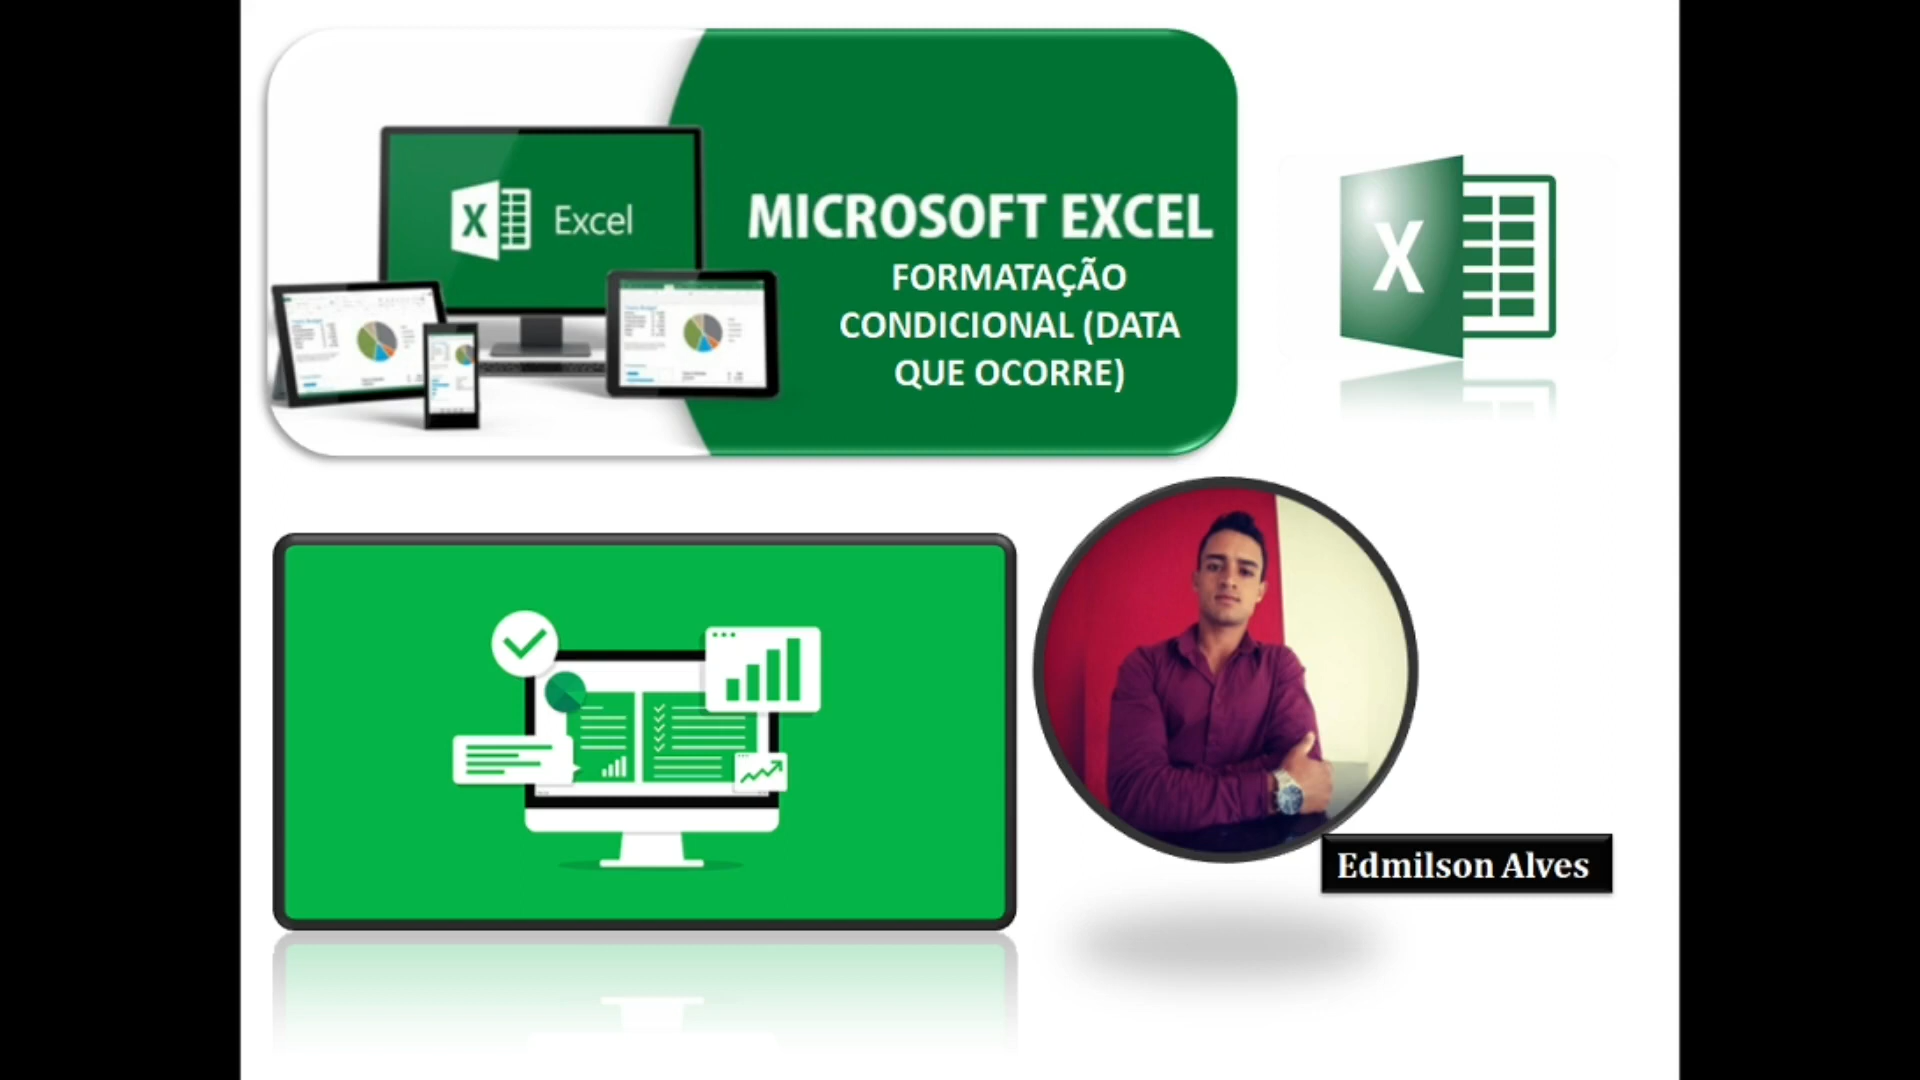 X
Excel
MICROSOFT EXCEL
FORMATAÇÃO
CONDICIONAL (DATA
QUE OCORRE)
X
Edmilson Alves